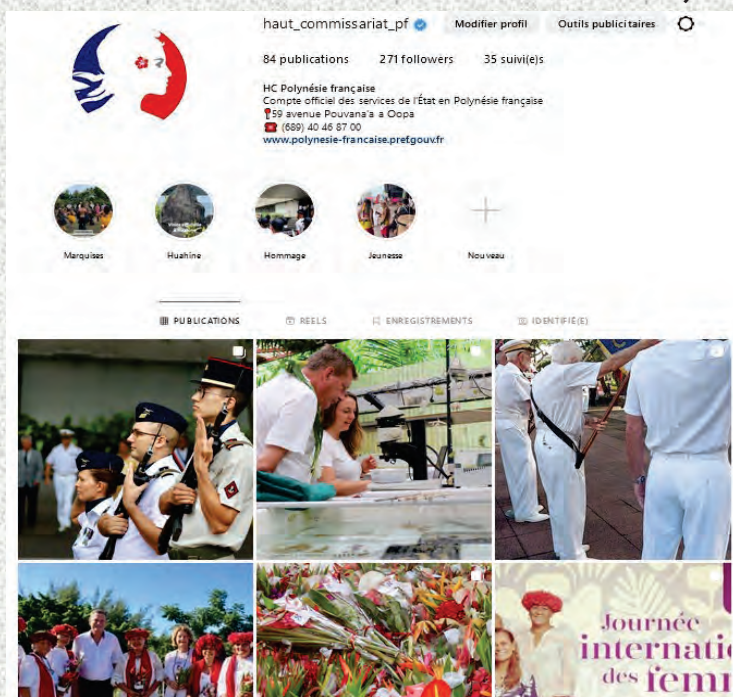 haut_commissariat_pf Modifier profil Outils publicitaires
84 publications 271 followers 35 suivi(e)s
HC Polynésie française
Compte officiel des services de l'État en Polynésie française
59 avenue Pouvana'a a Oopa
(689) 40 46 87 00
www.polynesie-francaise.pref.gouv.fr
Marquises Huahine Hommage Jeunesse Nouveau
PUBLICATIONS REELS ENREGISTREMENTS IDENTIFIÉ(E)
Journée
internati
des femm